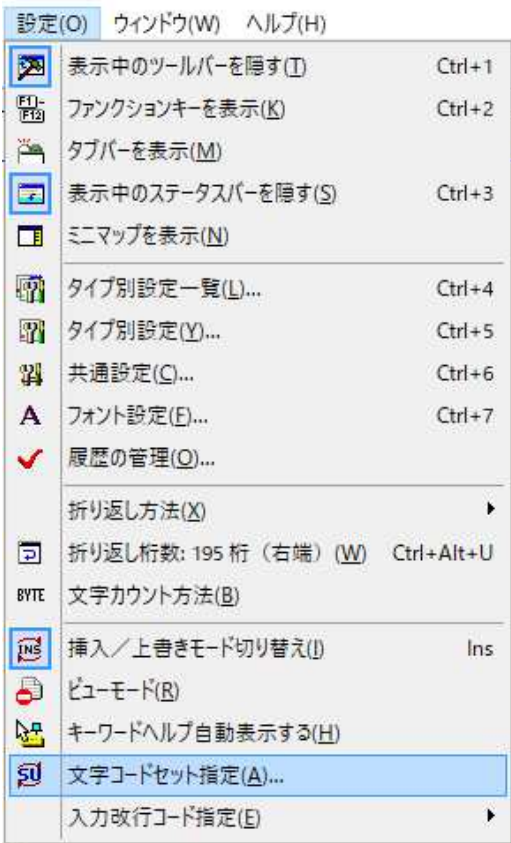 設定(O) ウィンドウ(W) ヘルプ(H)
表示中のツールバーを隠す(T) Ctrl+1
F1-F12 ファンクションキーを表示(K) Ctrl+2
タブバーを表示(M)
表示中のステータスバーを隠す(S) Ctrl+3
ミニマップを表示(N)
タイプ別設定一覧(L)... Ctrl+4
タイプ別設定(Y)... Ctrl+5
共通設定(C)... Ctrl+6
A フォント設定(F)... Ctrl+7
履歴の管理(O)...
折り返し方法(X)
折り返し桁数: 195 桁（右端）(W) Ctrl+Alt+U
BYTE 文字カウント方法(B)
INS 挿入／上書きモード切り替え(I) Ins
ビューモード(R)
キーワードヘルプ自動表示する(H)
SU 文字コードセット指定(A)...
入力改行コード指定(E)